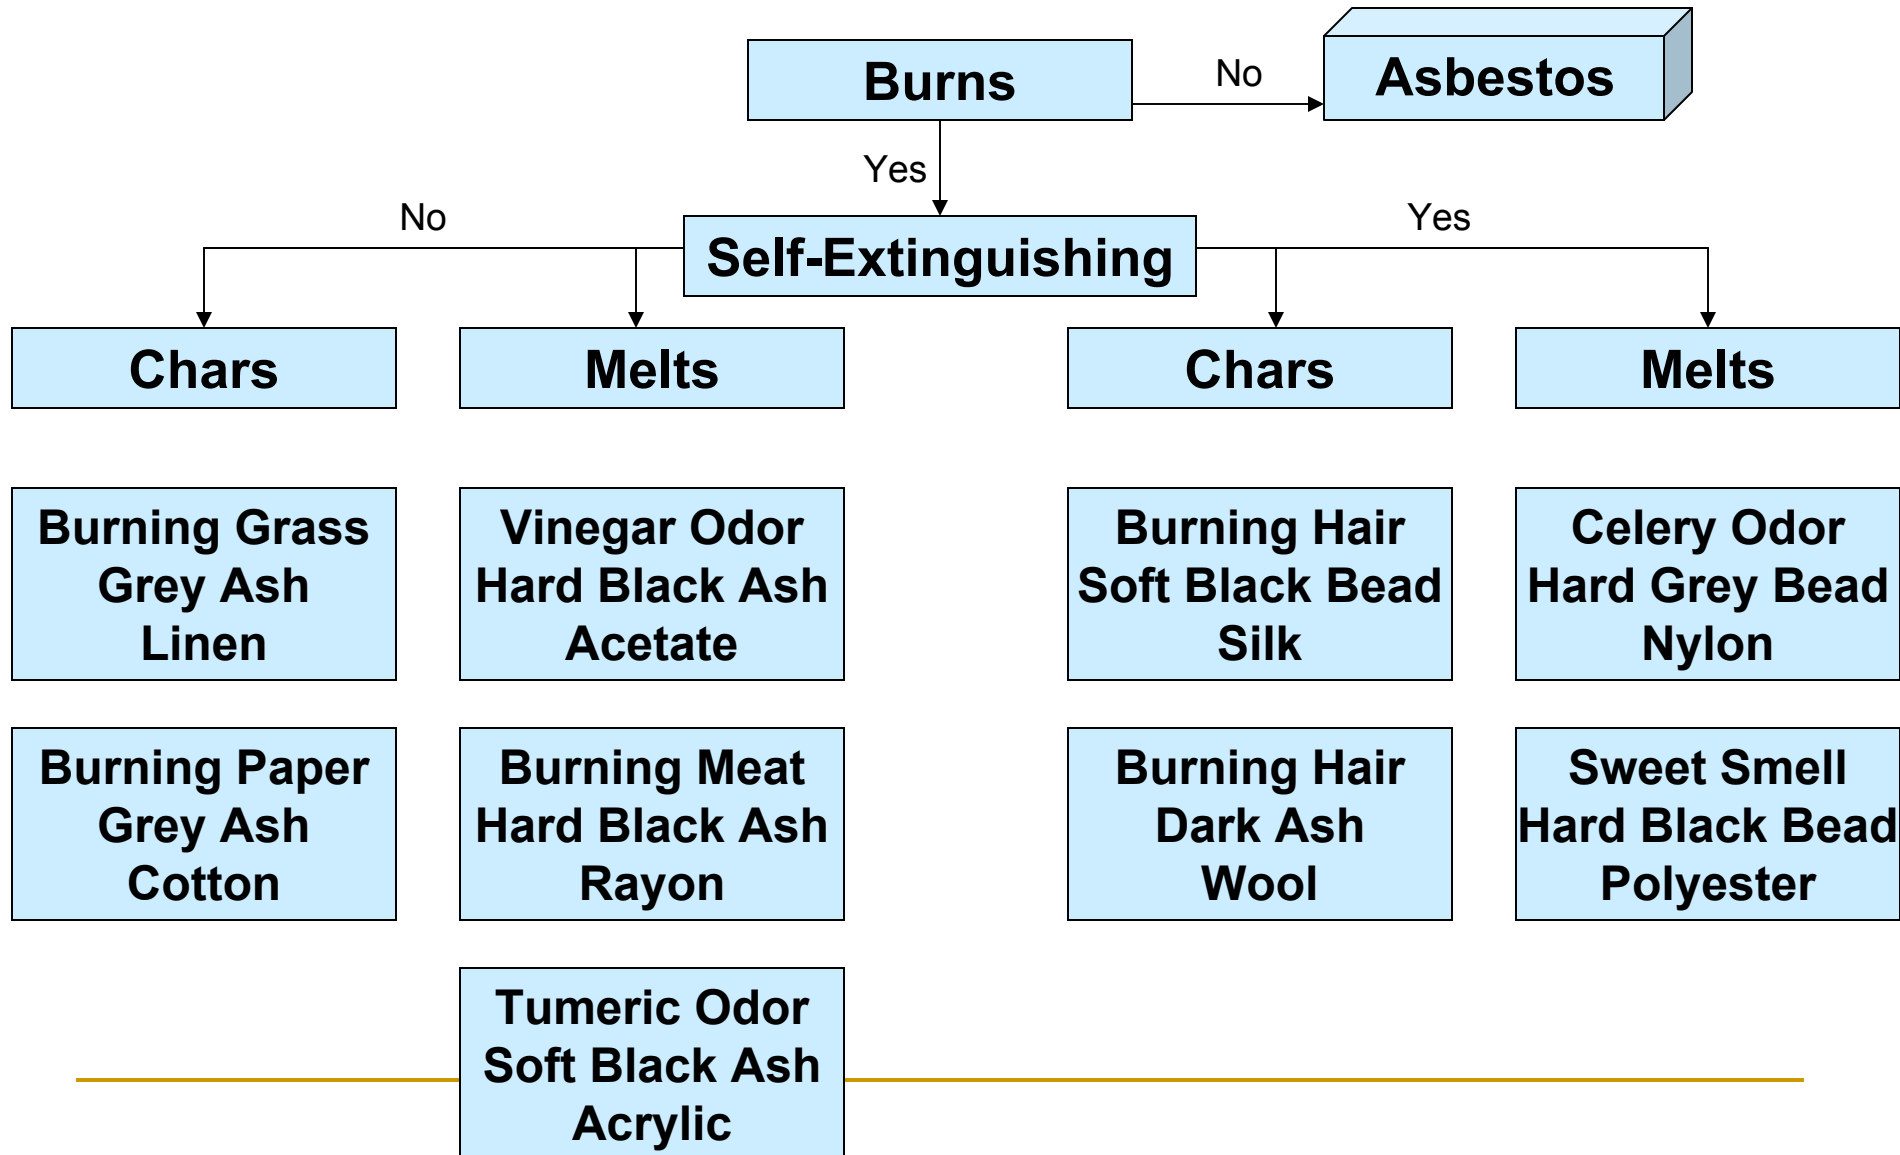 Burns
No
Asbestos
Yes
No
Yes
Self-Extinguishing
Chars
Melts
Chars
Melts
Burning Grass
Grey Ash
Linen
Vinegar Odor
Hard Black Ash
Acetate
Burning Hair
Soft Black Bead
Silk
Celery Odor
Hard Grey Bead
Nylon
Burning Paper
Grey Ash
Cotton
Burning Meat
Hard Black Ash
Rayon
Burning Hair
Dark Ash
Wool
Sweet Smell
Hard Black Bead
Polyester
Tumeric Odor
Soft Black Ash
Acrylic